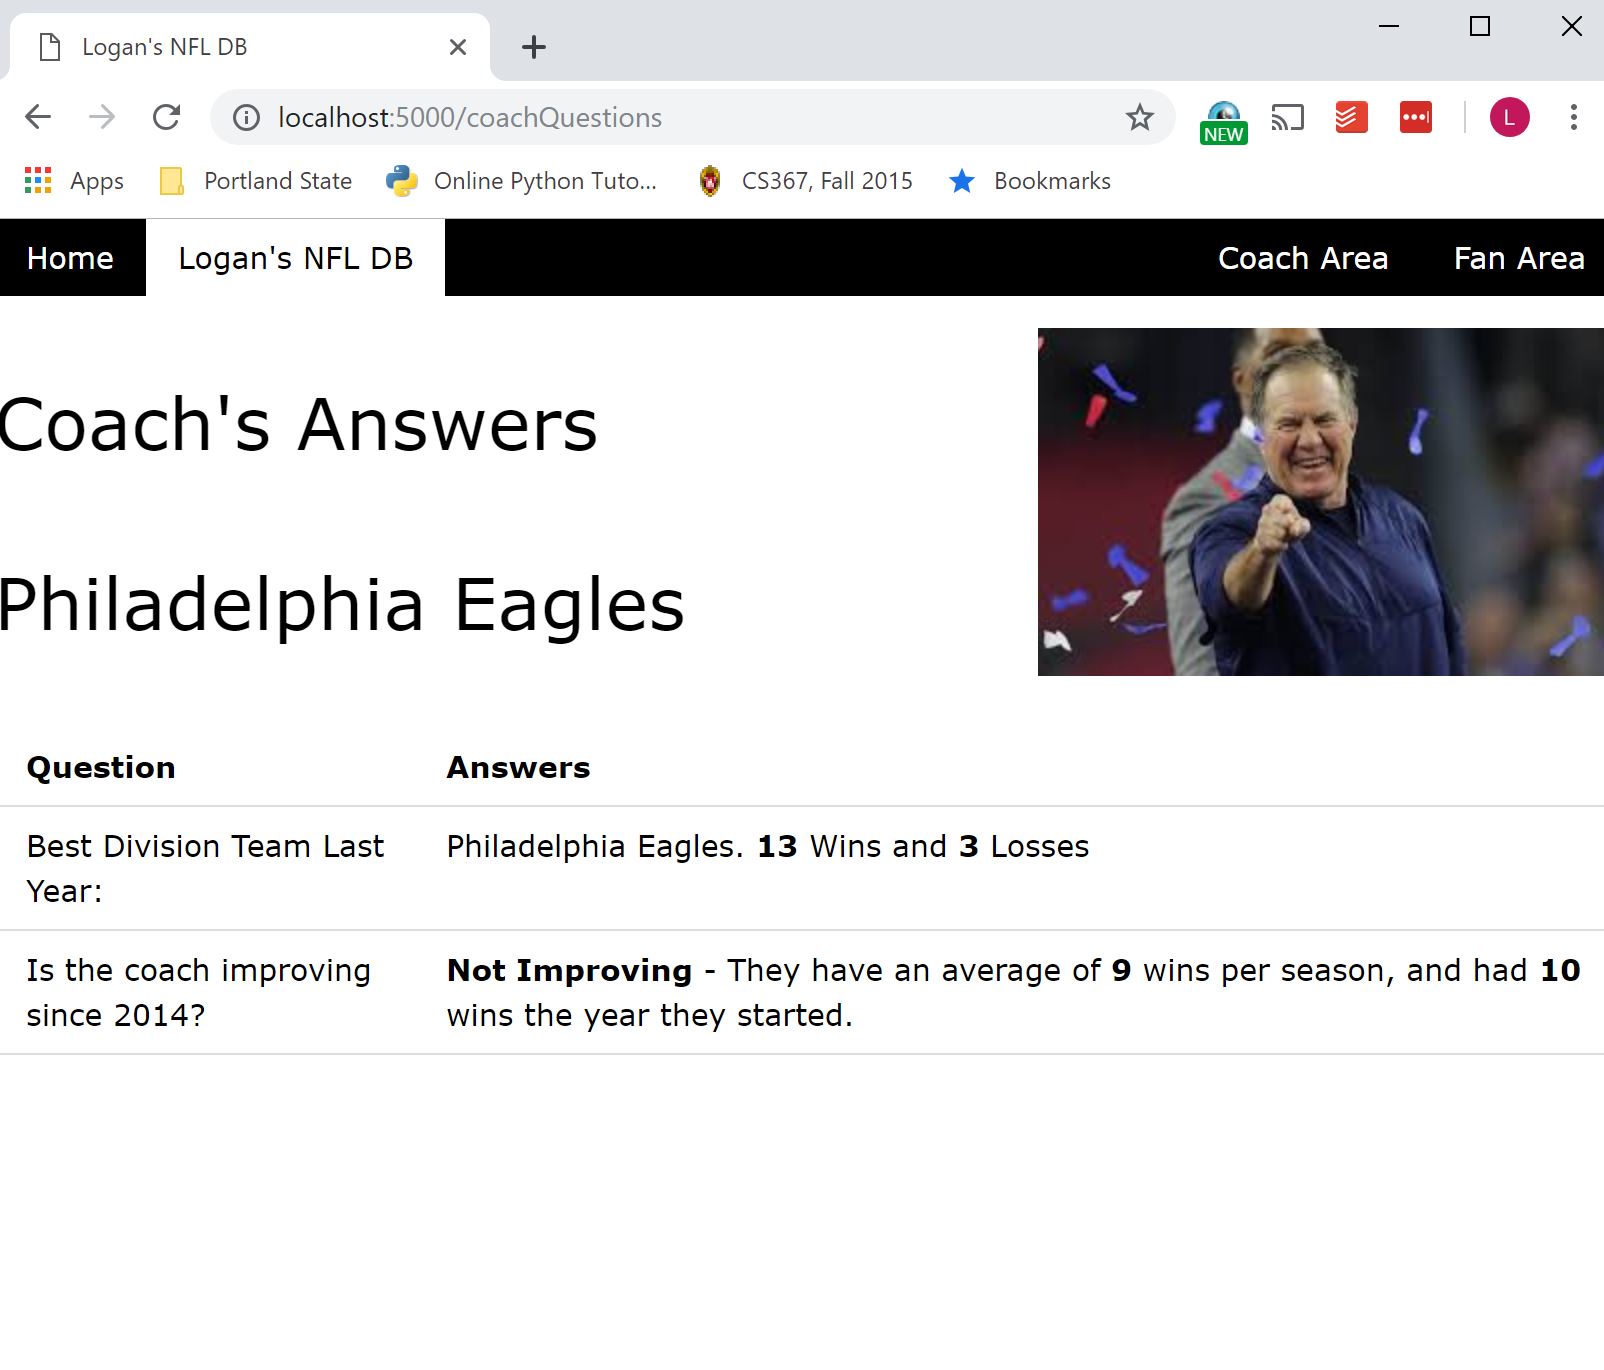 Logan's NFL DB
localhost:5000/coachQuestions
NEW
L
Apps Portland State Online Python Tuto... CS367, Fall 2015 Bookmarks
Home Logan's NFL DB Coach Area Fan Area
Coach's Answers
Philadelphia Eagles
Question Answers
Best Division Team Last Philadelphia Eagles. 13 Wins and 3 Losses
Year:
Is the coach improving Not Improving - They have an average of 9 wins per season, and had 10
since 2014? wins the year they started.